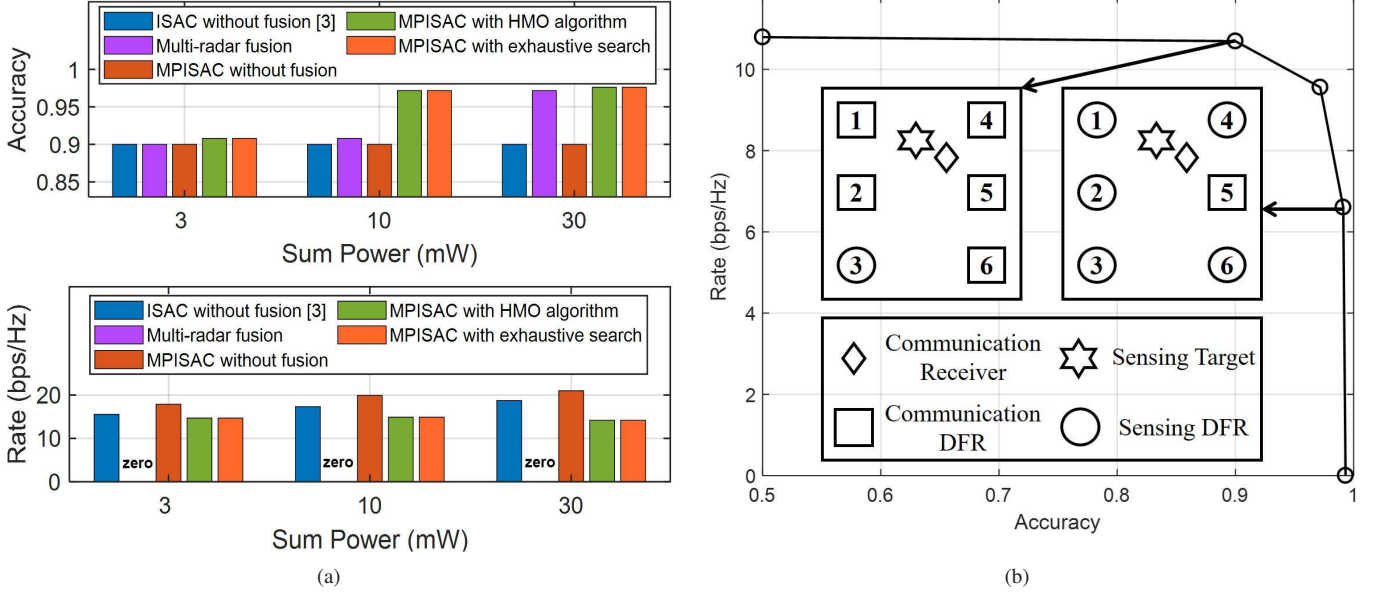 ISAC without fusion [3]
MPISAC with HMO algorithm
Multi-radar fusion
MPISAC with exhaustive search
MPISAC without fusion
Accuracy
1
0.95
0.9
0.85
3
10
30
Sum Power (mW)
ISAC without fusion [3]
MPISAC with HMO algorithm
Multi-radar fusion
MPISAC with exhaustive search
MPISAC without fusion
Rate (bps/Hz)
20
10
0
zero
zero
zero
3
10
30
Sum Power (mW)
(a)
Rate (bps/Hz)
10
8
6
4
2
0
1
4
2
5
3
6
1
4
2
5
3
6
Communication
Receiver
Sensing Target
Communication
DFR
Sensing DFR
0.5
0.6
0.7
0.8
0.9
1
Accuracy
(b)